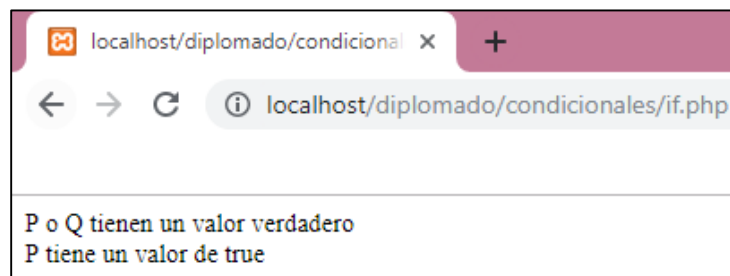 localhost/diplomado/condicional
localhost/diplomado/condicionales/if.php
P o Q tienen un valor verdadero
P tiene un valor de true